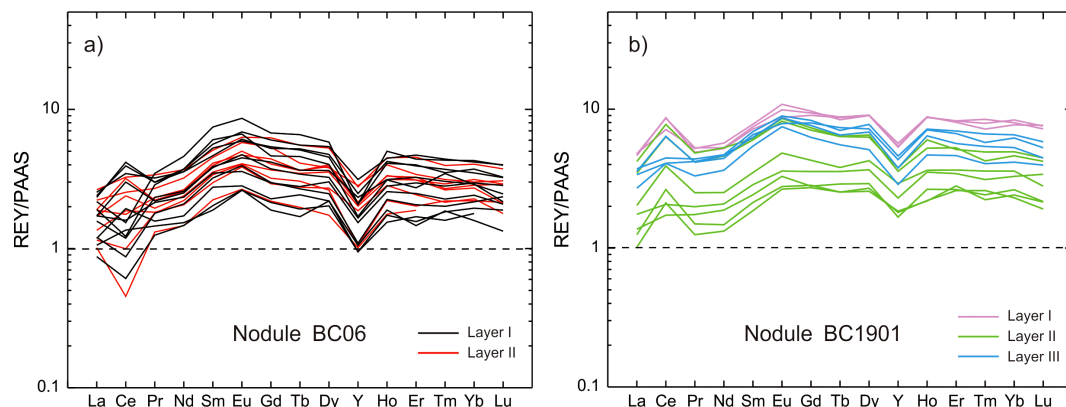 a)
REY/PAAS
10
1
0.1
Nodule BC06
Layer I
Layer II
La Ce Pr Nd Sm Eu Gd Tb Dy Y Ho Er Tm Yb Lu
b)
REY/PAAS
10
1
0.1
Nodule BC1901
Layer I
Layer II
Layer III
La Ce Pr Nd Sm Eu Gd Tb Dy Y Ho Er Tm Yb Lu